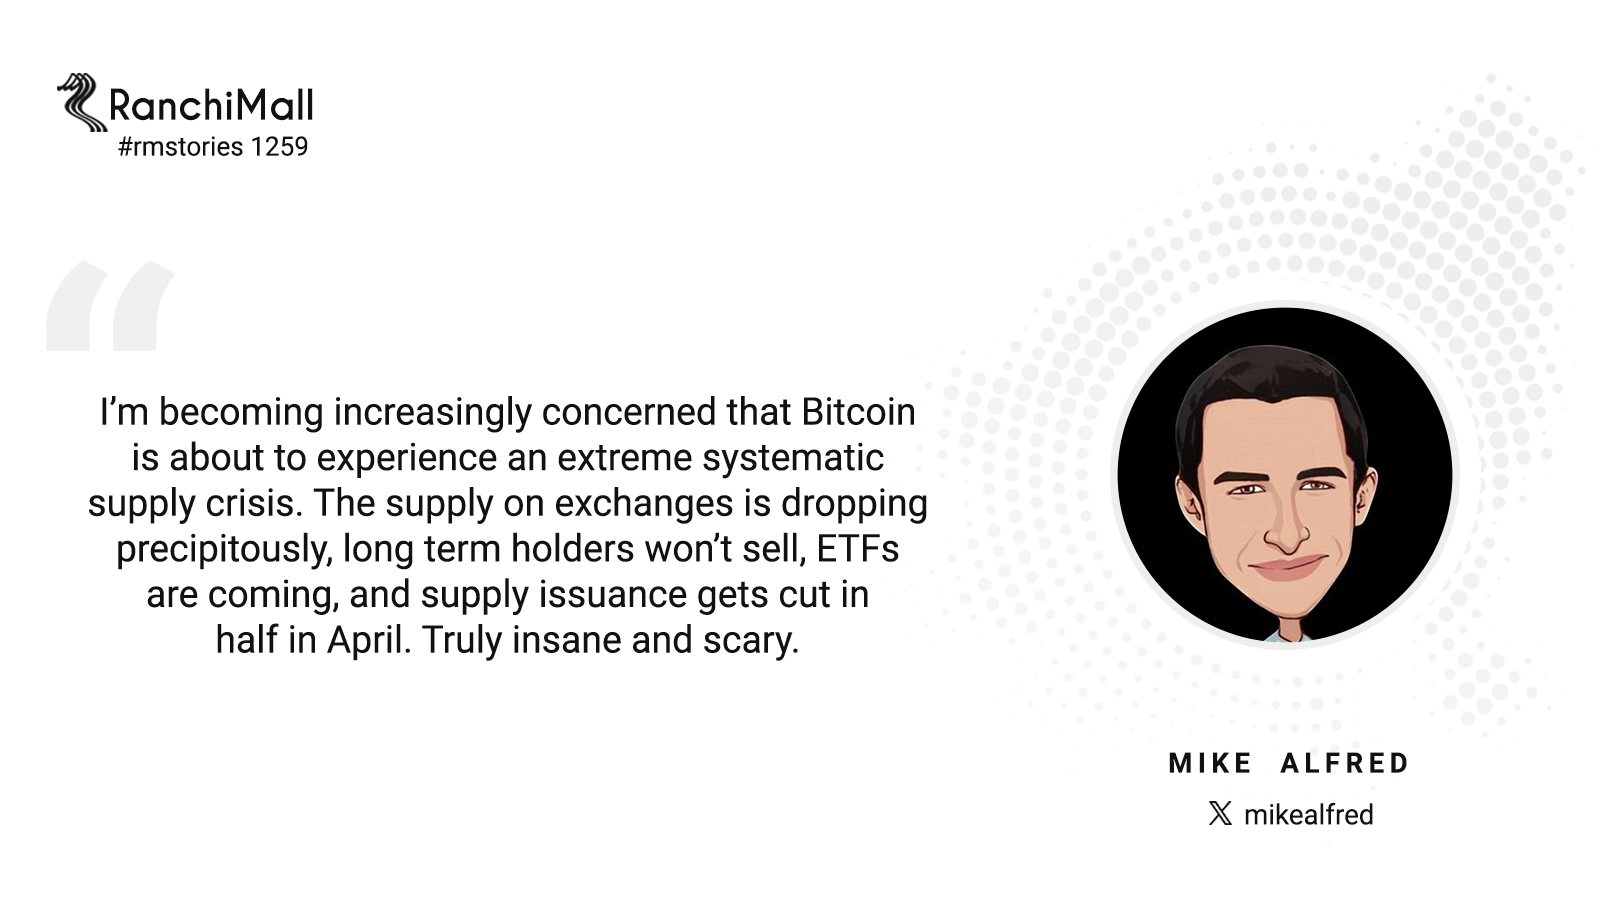 RanchiMall
#rmstories 1259
“
I’m becoming increasingly concerned that Bitcoin
is about to experience an extreme systematic
supply crisis. The supply on exchanges is dropping
precipitously, long term holders won’t sell, ETFs
are coming, and supply issuance gets cut in
half in April. Truly insane and scary.
MIKE ALFRED
𝕏 mikealfred